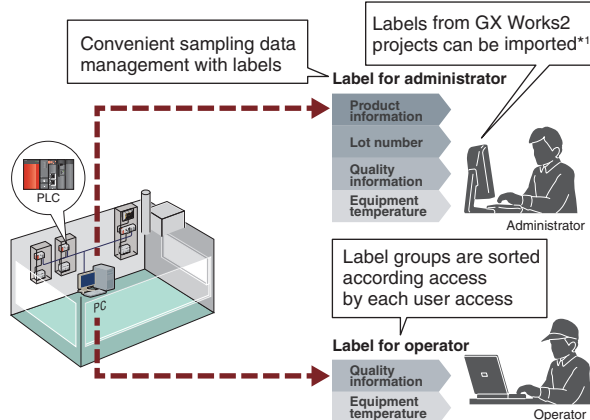 Labels from GX Works2
projects can be imported*1
Convenient sampling data
management with labels
Label for administrator
Product
information
Lot number
Quality
information
Equipment
temperature
Administrator
PLC
PC
Label groups are sorted
according access
by each user access
Label for operator
Quality
information
Equipment
temperature
Operator